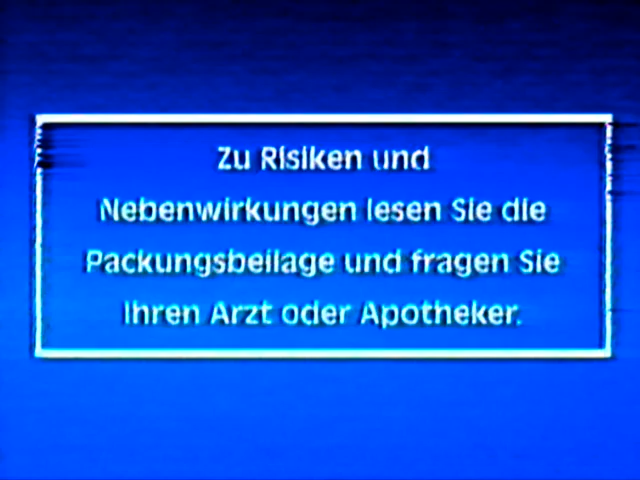 Zu Risiken und
Nebenwirkungen lesen Sie die
Packungsbeilage und fragen Sie
Ihren Arzt oder Apotheker.